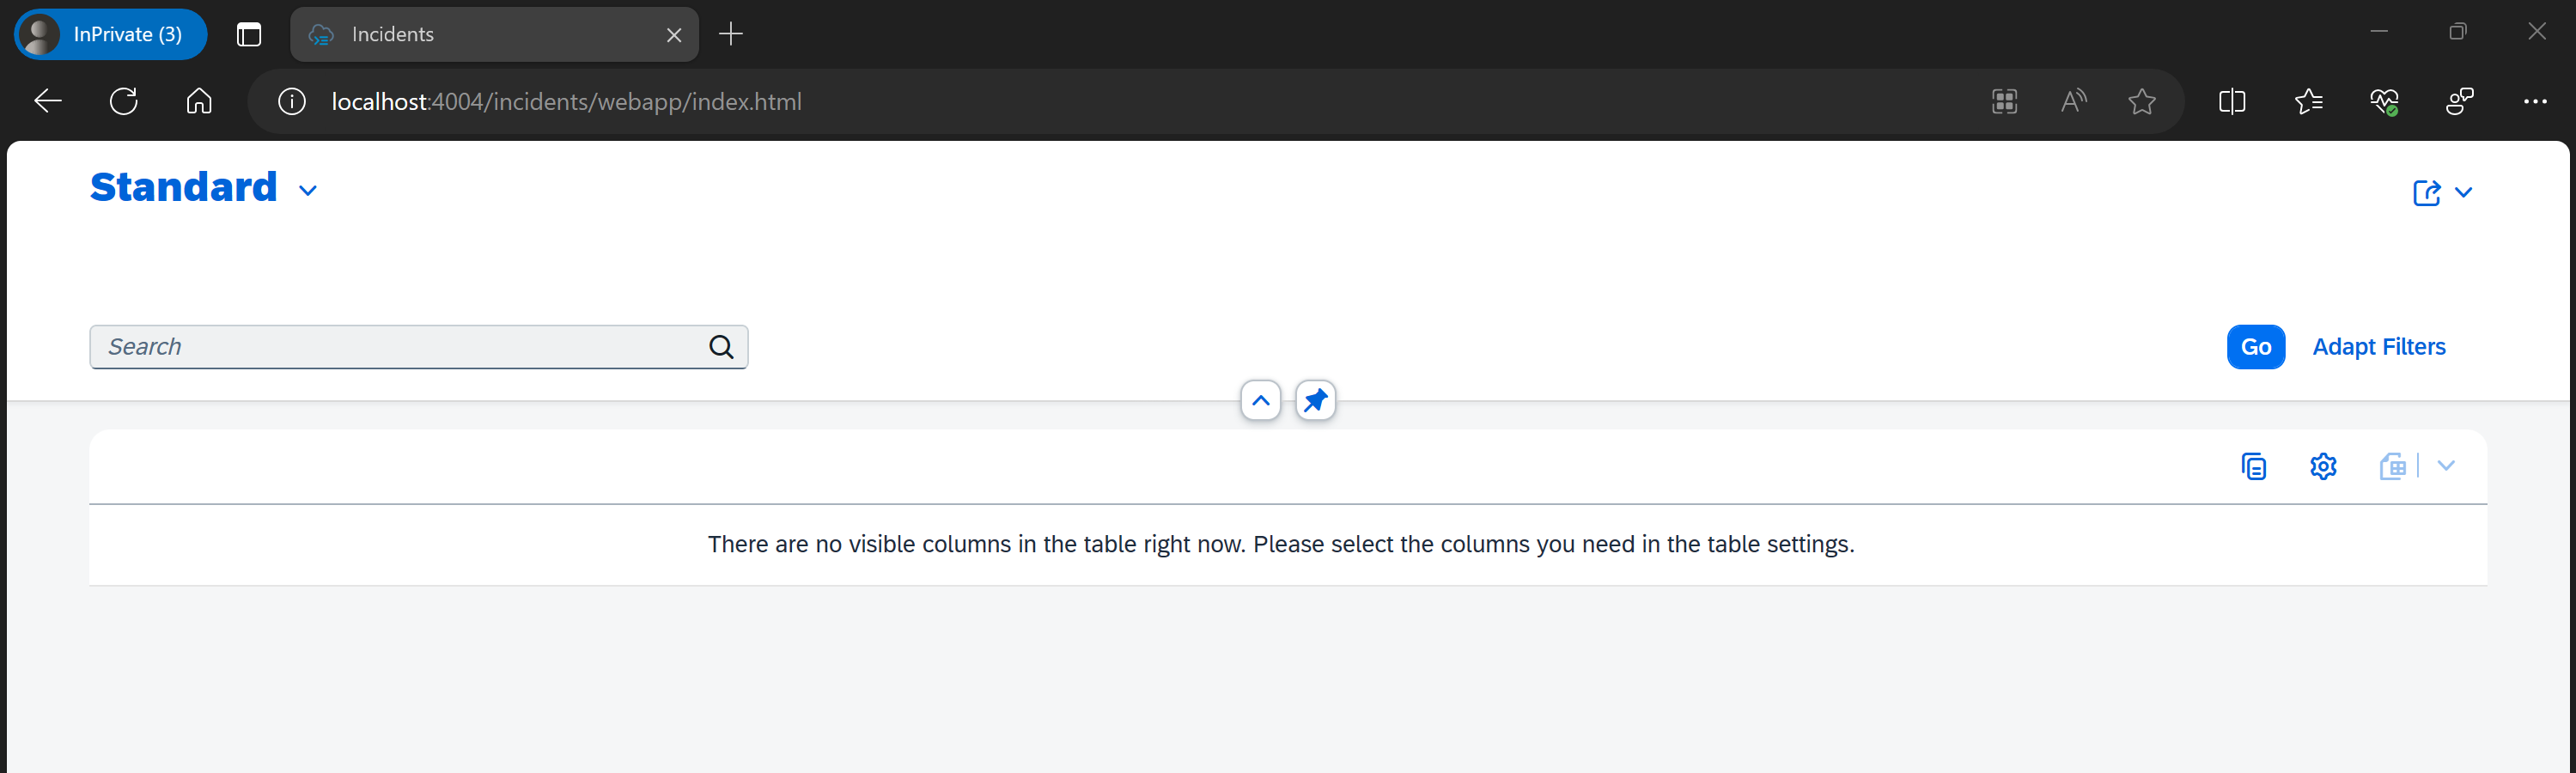 InPrivate (3)
Incidents
localhost:4004/incidents/webapp/index.html
Standard
Search
Go
Adapt Filters
There are no visible columns in the table right now. Please select the columns you need in the table settings.